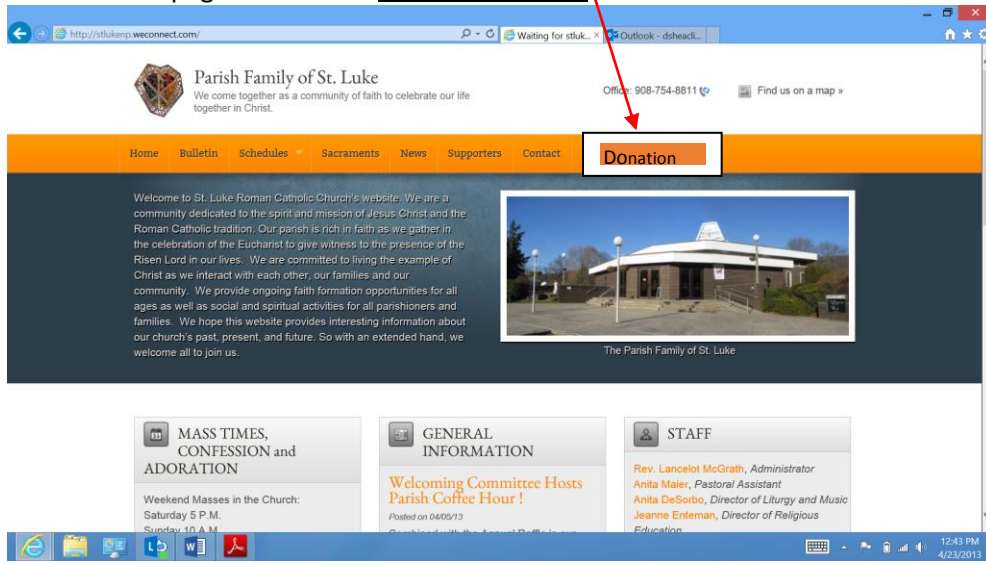 http://stlukenp.weconnect.com/
Waiting for stluk...
Outlook - dsheacli...
Parish Family of St. Luke
We come together as a community of faith to celebrate our life
together in Christ.
Office: 908-754-8811
Find us on a map »
Home Bulletin Schedules Sacraments News Supporters Contact Donation
Welcome to St. Luke Roman Catholic Church's website. We are a
community dedicated to the spirit and mission of Jesus Christ and the
Roman Catholic tradition. Our parish is rich in faith as we gather in
the celebration of the Eucharist to give witness to the presence of the
Risen Lord in our lives. We are committed to living the example of
Christ as we interact with each other, our families and our
community. We provide ongoing faith formation opportunities for all
ages as well as social and spiritual activities for all parishioners and
families. We hope this website provides interesting information about
our church's past, present, and future. So with an extended hand, we
welcome all to join us.
The Parish Family of St. Luke
MASS TIMES,
CONFESSION and
ADORATION
Weekend Masses in the Church:
Saturday 5 P.M.
Sunday 10 A.M.
GENERAL
INFORMATION
Welcoming Committee Hosts
Parish Coffee Hour !
Posted on 04/05/13
Combined with the Annual Raffle is our
STAFF
Rev. Lancelot McGrath, Administrator
Anita Maier, Pastoral Assistant
Anita DeSorbo, Director of Liturgy and Music
Jeanne Enteman, Director of Religious
Education
12:43 PM
4/23/2013